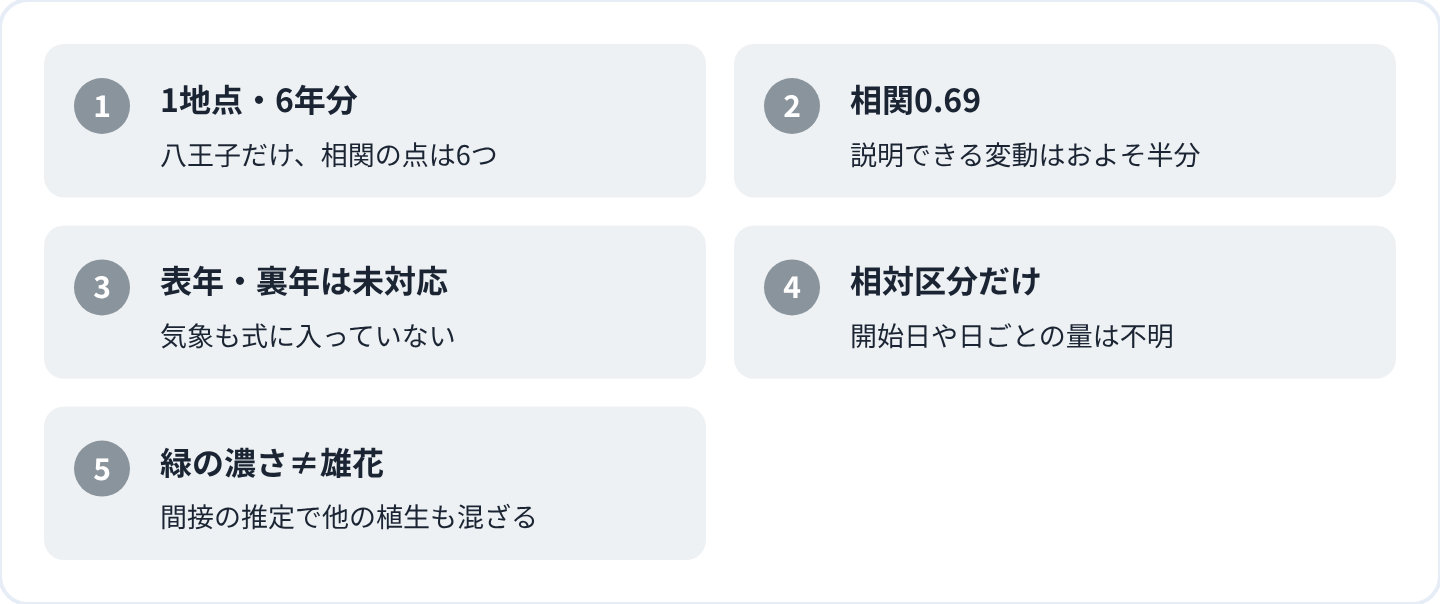 1
1地点・6年分
八王子だけ、相関の点は6つ
2
相関0.69
説明できる変動はおよそ半分
3
表年・裏年は未対応
気象も式に入っていない
4
相対区分だけ
開始日や日ごとの量は不明
5
緑の濃さ≠雄花
間接の推定で他の植生も混ざる